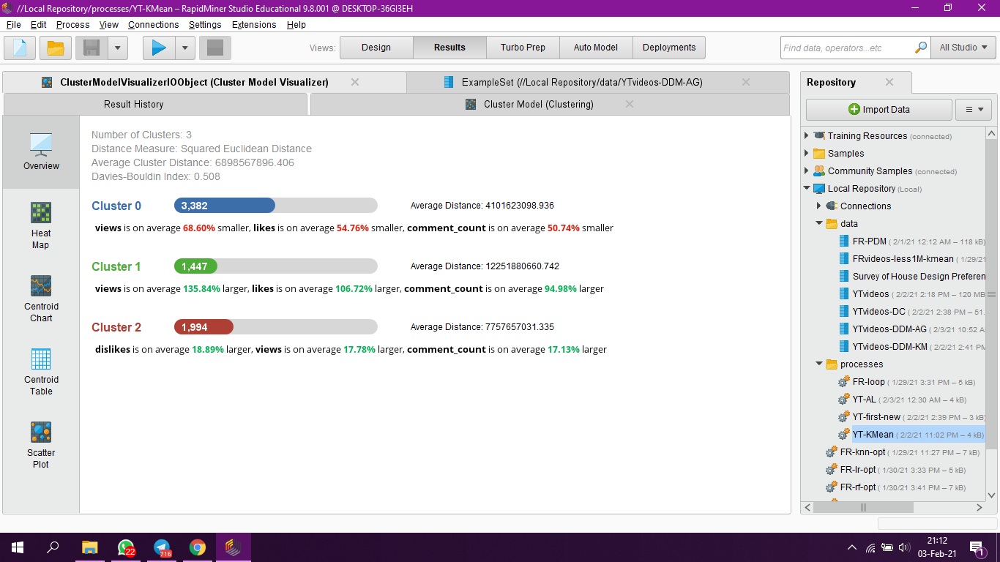 //Local Repository/processes/YT-KMean – RapidMiner Studio Educational 9.8.001 @ DESKTOP-36GI3EH
File Edit Process View Connections Settings Extensions Help
Views: Design Results Turbo Prep Auto Model Deployments Find data, operators...etc All Studio
ClusterModelVisualizerIOObject (Cluster Model Visualizer) ExampleSet (//Local Repository/data/YTvideos-DDM-AG)
Result History Cluster Model (Clustering)
Overview
Heat
Map
Centroid
Chart
Centroid
Table
Scatter
Plot
Number of Clusters: 3
Distance Measure: Squared Euclidean Distance
Average Cluster Distance: 6898567896.406
Davies-Bouldin Index: 0.508
Cluster 0 3,382 Average Distance: 4101623098.936
views is on average 68.60% smaller, likes is on average 54.76% smaller, comment_count is on average 50.74% smaller
Cluster 1 1,447 Average Distance: 12251880660.742
views is on average 135.84% larger, likes is on average 106.72% larger, comment_count is on average 94.98% larger
Cluster 2 1,994 Average Distance: 7757657031.335
dislikes is on average 18.89% larger, views is on average 17.78% larger, comment_count is on average 17.13% larger
Repository
Import Data
Training Resources (connected)
Samples
Community Samples (connected)
Local Repository (Local)
Connections
data
FR-PDM ( 2/1/21 12:12 AM – 118 kB)
FRvideos-less1M-kmean ( 1/29/21
Survey of House Design Preferen
YTvideos ( 2/2/21 2:18 PM – 120 MB
YTvideos-DC ( 2/2/21 2:38 PM – 51.
YTvideos-DDM-AG ( 2/3/21 10:52 A
YTvideos-DDM-KM ( 2/2/21 2:41 PM
processes
FR-loop ( 1/29/21 3:31 PM – 5 kB)
YT-AL ( 2/3/21 12:30 AM – 4 kB)
YT-first-new ( 2/2/21 2:39 PM – 3 kB)
YT-KMean ( 2/2/21 11:02 PM – 4 kB)
FR-knn-opt ( 1/29/21 11:27 PM – 7 kB)
FR-lr-opt ( 1/30/21 3:33 PM – 5 kB)
FR-rf-opt ( 1/30/21 3:41 PM – 7 kB)
22
716
21:12
03-Feb-21
1